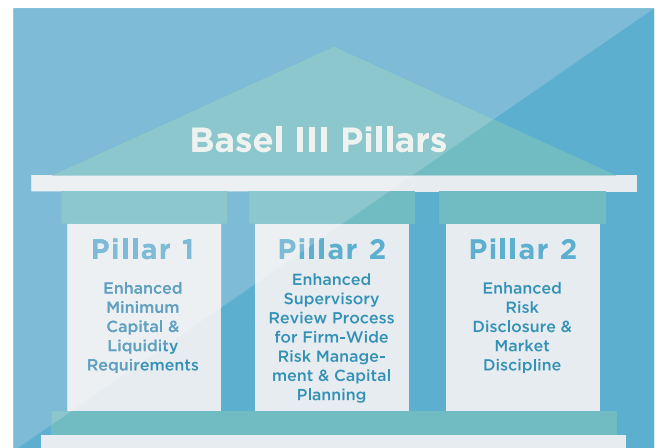 Basel III Pillars
Pillar 1
Enhanced
Minimum
Capital &
Liquidity
Requirements
Pillar 2
Enhanced
Supervisory
Review Process
for Firm-Wide
Risk Manage-
ment & Capital
Planning
Pillar 2
Enhanced
Risk
Disclosure &
Market
Discipline